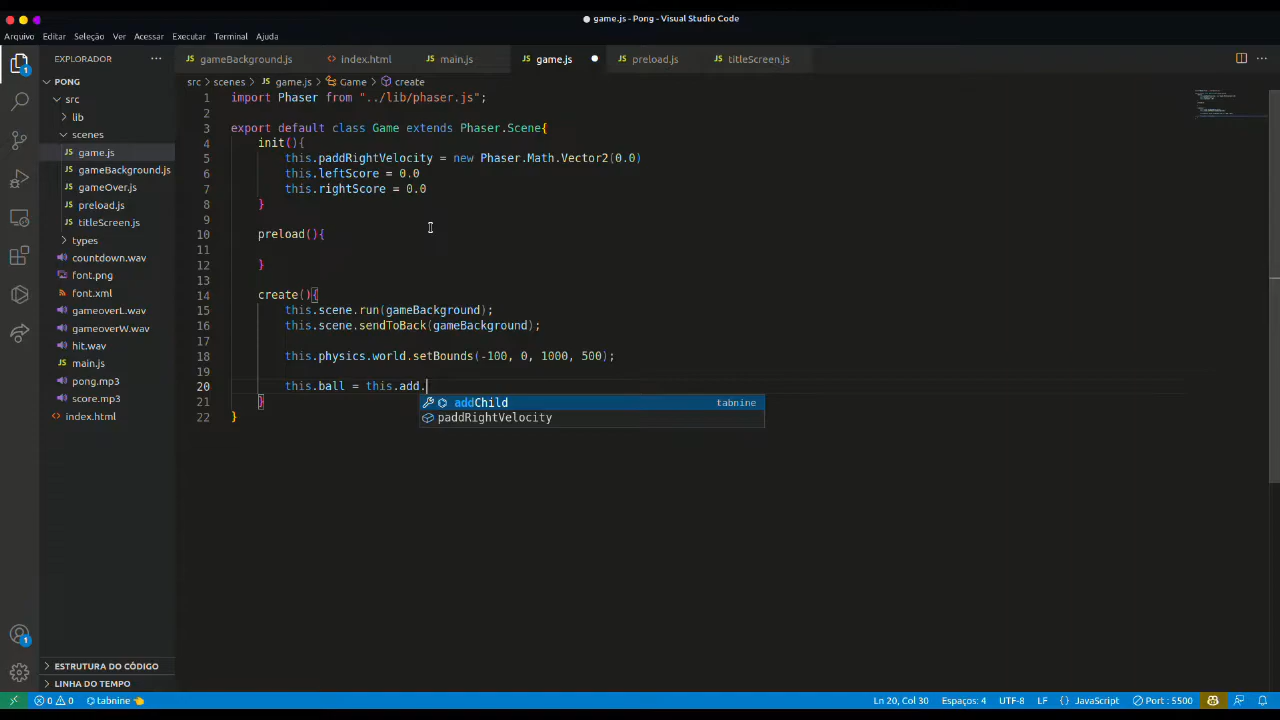 game.js - Pong - Visual Studio Code
Arquivo Editar Seleção Ver Acessar Executar Terminal Ajuda
EXPLORADOR
gameBackground.js index.html main.js game.js preload.js titleScreen.js
PONG
src
lib
scenes
game.js
gameBackground.js
gameOver.js
preload.js
titleScreen.js
types
countdown.wav
font.png
font.xml
gameoverL.wav
gameoverW.wav
hit.wav
main.js
pong.mp3
score.mp3
index.html
ESTRUTURA DO CÓDIGO
LINHA DO TEMPO
src > scenes > game.js > Game > create
1 import Phaser from "../lib/phaser.js";
2
3 export default class Game extends Phaser.Scene{
4 init(){
5 this.paddRightVelocity = new Phaser.Math.Vector2(0.0)
6 this.leftScore = 0.0
7 this.rightScore = 0.0
8 }
9
10 preload(){
11
12 }
13
14 create(){
15 this.scene.run(gameBackground);
16 this.scene.sendToBack(gameBackground);
17
18 this.physics.world.setBounds(-100, 0, 1000, 500);
19
20 this.ball = this.add.
addChild tabnine
paddRightVelocity
21 }
22 }
1
1
0 0 tabnine
Ln 20, Col 30 Espaços: 4 UTF-8 LF {} JavaScript Port : 5500